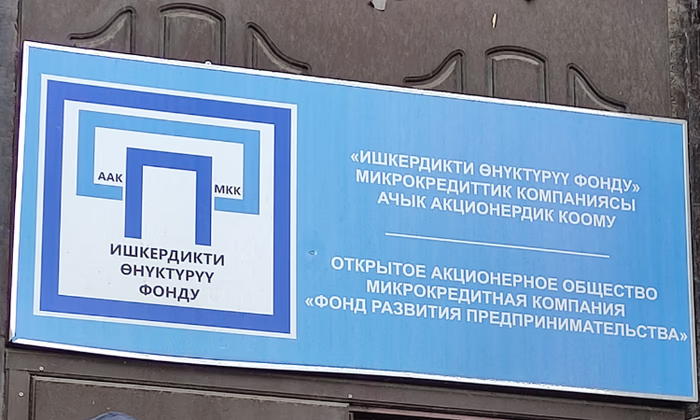 ААК
МКК
ИШКЕРДИКТИ
ӨНҮКТҮРҮҮ
ФОНДУ
«ИШКЕРДИКТИ ӨНҮКТҮРҮҮ ФОНДУ»
МИКРОКРЕДИТТИК КОМПАНИЯСЫ
АЧЫК АКЦИОНЕРДИК КООМУ
ОТКРЫТОЕ АКЦИОНЕРНОЕ ОБЩЕСТВО
МИКРОКРЕДИТНАЯ КОМПАНИЯ
«ФОНД РАЗВИТИЯ ПРЕДПРИНИМАТЕЛЬСТВА»